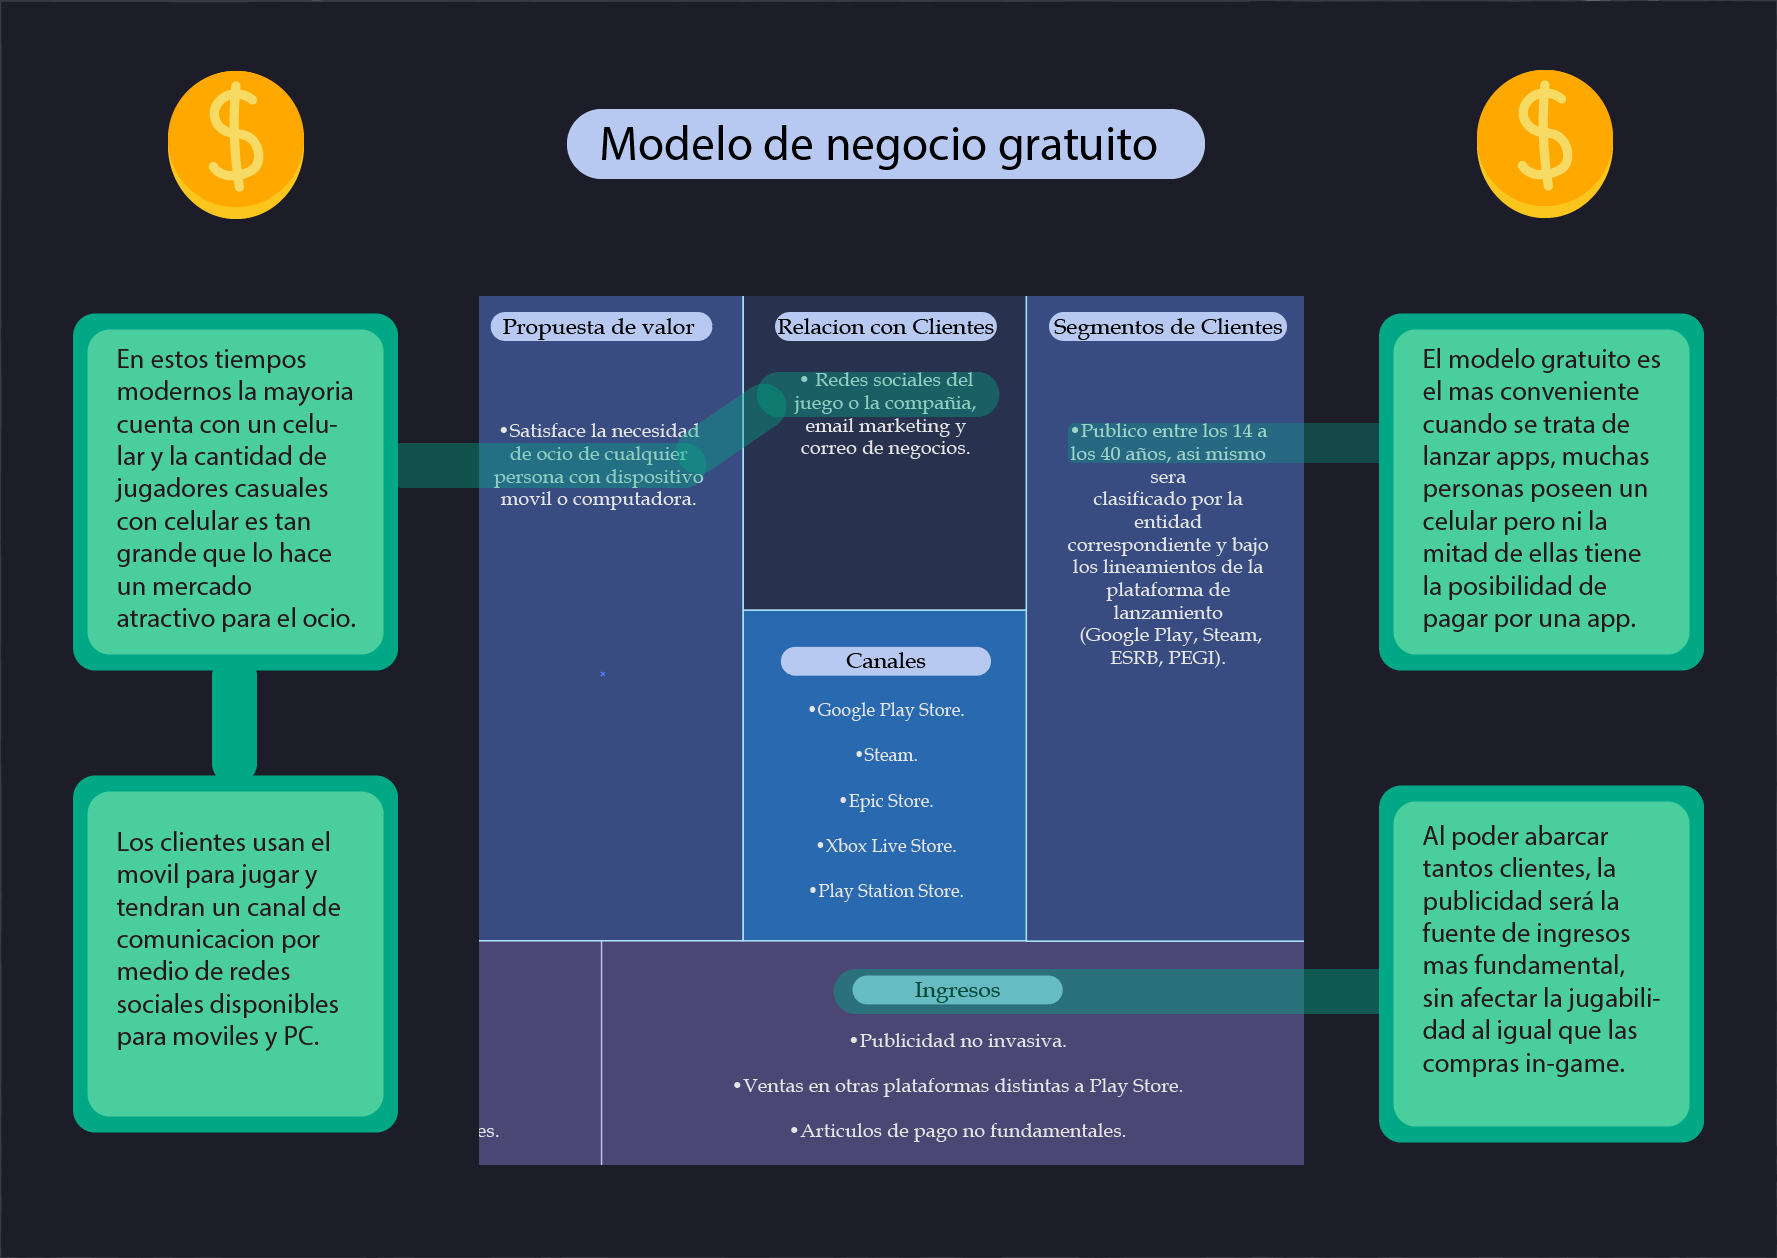 Modelo de negocio gratuito
En estos tiempos
modernos la mayoria
cuenta con un celu-
lar y la cantidad de
jugadores casuales
con celular es tan
grande que lo hace
un mercado
atractivo para el ocio.
Los clientes usan el
movil para jugar y
tendran un canal de
comunicacion por
medio de redes
sociales disponibles
para moviles y PC.
Propuesta de valor
•Satisface la necesidad
de ocio de cualquier
persona con dispositivo
movil o computadora.
Relacion con Clientes
• Redes sociales del
juego o la compañia,
email marketing y
correo de negocios.
Canales
•Google Play Store.
•Steam.
•Epic Store.
•Xbox Live Store.
•Play Station Store.
Segmentos de Clientes
•Publico entre los 14 a
los 40 años, asi mismo
sera
clasificado por la
entidad
correspondiente y bajo
los lineamientos de la
plataforma de
lanzamiento
(Google Play, Steam,
ESRB, PEGI).
es.
Ingresos
•Publicidad no invasiva.
•Ventas en otras plataformas distintas a Play Store.
•Articulos de pago no fundamentales.
El modelo gratuito es
el mas conveniente
cuando se trata de
lanzar apps, muchas
personas poseen un
celular pero ni la
mitad de ellas tiene
la posibilidad de
pagar por una app.
Al poder abarcar
tantos clientes, la
publicidad será la
fuente de ingresos
mas fundamental,
sin afectar la jugabili-
dad al igual que las
compras in-game.